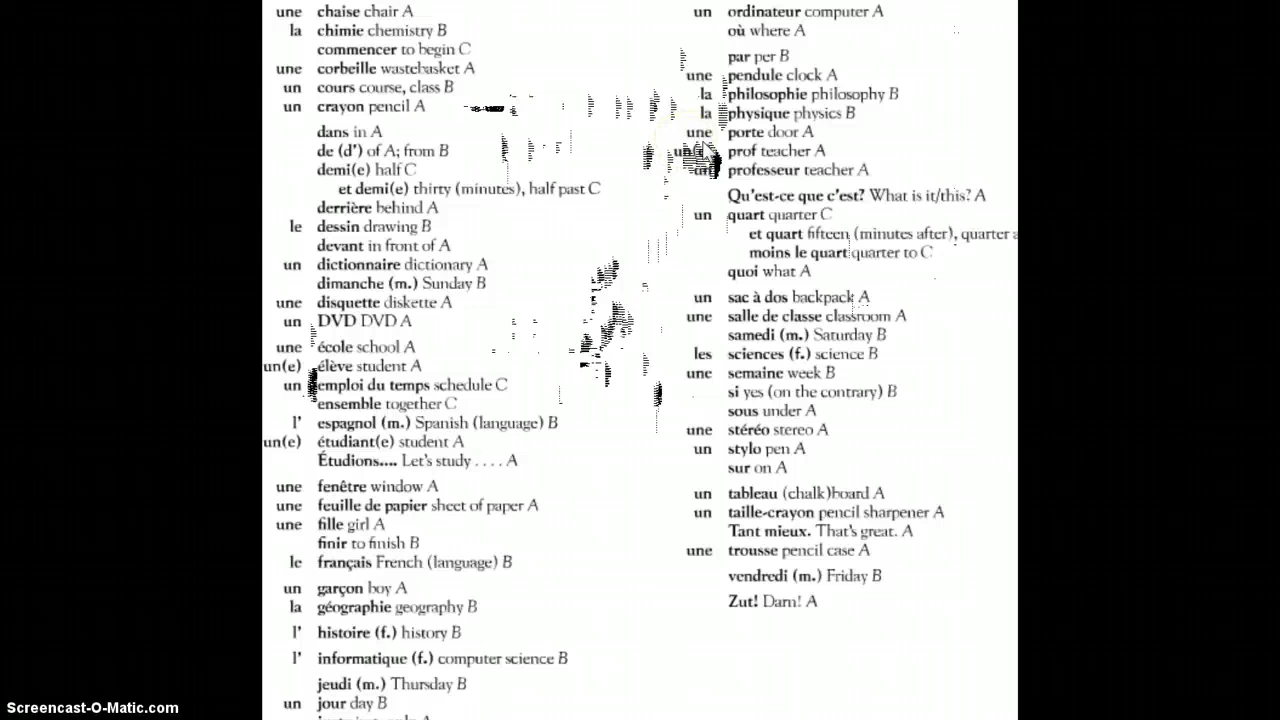 une chaise chair A
la chimie chemistry B
commencer to begin C
une corbeille wastebasket A
un cours course, class B
un crayon pencil A
dans in A
de (d') of A; from B
demi(e) half C
et demi(e) thirty (minutes), half past C
derrière behind A
le dessin drawing B
devant in front of A
un dictionnaire dictionary A
dimanche (m.) Sunday B
une disquette diskette A
un DVD DVD A
une école school A
un(e) élève student A
un emploi du temps schedule C
ensemble together C
l' espagnol (m.) Spanish (language) B
un(e) étudiant(e) student A
Étudions.... Let's study . . . . A
une fenêtre window A
une feuille de papier sheet of paper A
une fille girl A
finir to finish B
le français French (language) B
un garçon boy A
la géographie geography B
l' histoire (f.) history B
l' informatique (f.) computer science B
jeudi (m.) Thursday B
un jour day B
un ordinateur computer A
où where A
par per B
une pendule clock A
la philosophie philosophy B
la physique physics B
une porte door A
prof teacher A
professeur teacher A
Qu'est-ce que c'est? What is it/this? A
un quart quarter C
et quart fifteen (minutes after), quarter
moins le quart quarter to C
quoi what A
un sac à dos backpack A
une salle de classe classroom A
samedi (m.) Saturday B
les sciences (f.) science B
une semaine week B
si yes (on the contrary) B
sous under A
une stéréo stereo A
un stylo pen A
sur on A
un tableau (chalk)board A
un taille-crayon pencil sharpener A
Tant mieux. That's great. A
une trousse pencil case A
vendredi (m.) Friday B
Zut! Darn! A
Screencast-O-Matic.com